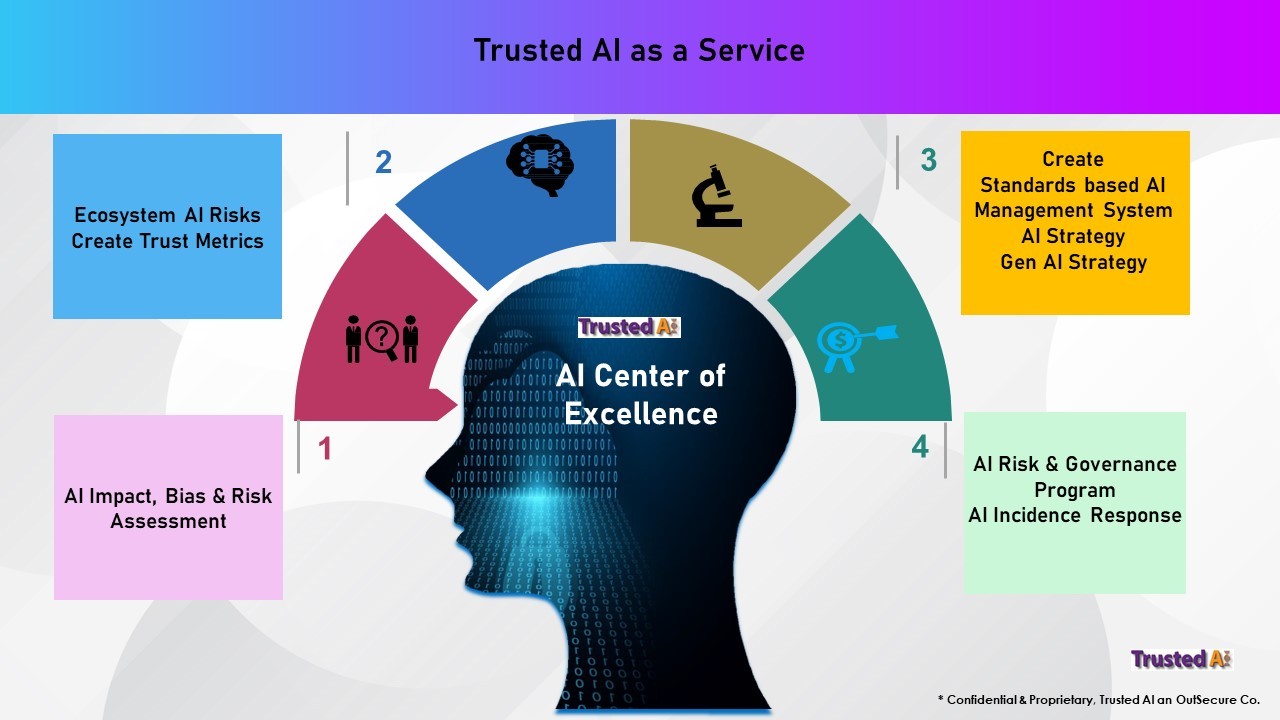 Trusted AI as a Service
2
3
Ecosystem AI Risks
Create Trust Metrics
Create
Standards based AI
Management System
AI Strategy
Gen AI Strategy
?
$
Trusted Ai
AI Center of
Excellence
1
4
AI Impact, Bias & Risk
Assessment
AI Risk & Governance
Program
AI Incidence Response
Trusted Ai
* Confidential & Proprietary, Trusted AI an OutSecure Co.